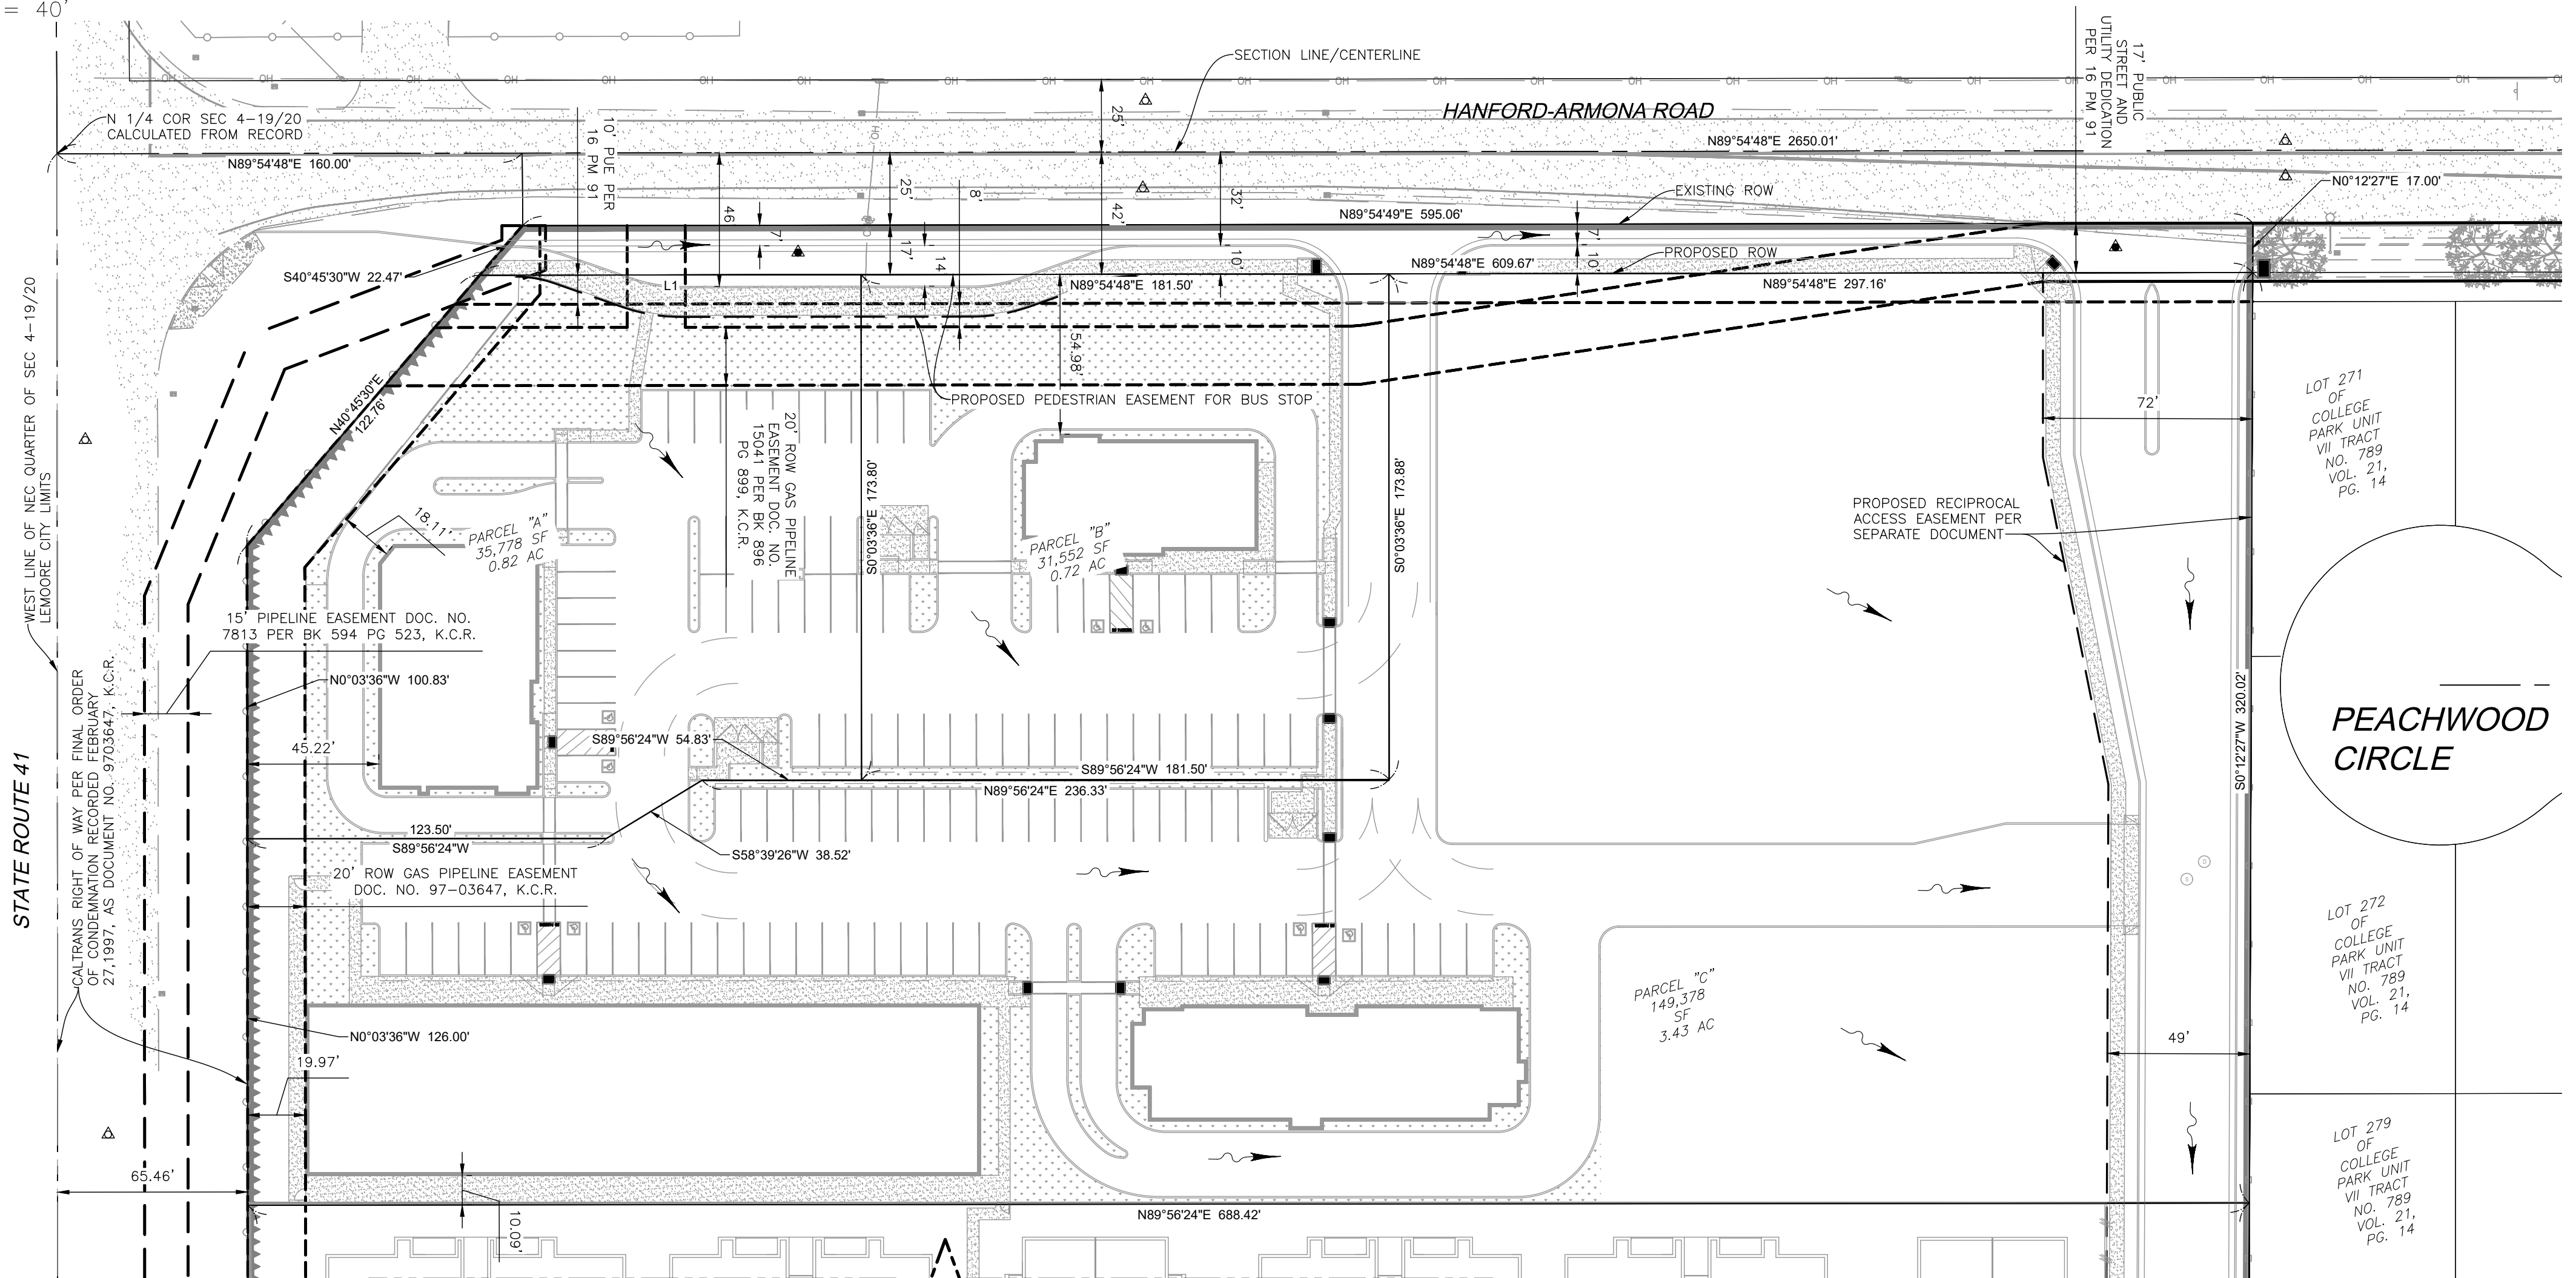 = 40'
SECTION LINE/CENTERLINE
17' PUBLIC
STREET AND
UTILITY DEDICATION
PER 16 PM 91
N 1/4 COR SEC 4-19/20
CALCULATED FROM RECORD
HANFORD-ARMONA ROAD
N89°54'48"E 2650.01'
N89°54'48"E 160.00'
10' PUE PER
16 PM 91
25'
25'
8'
42'
32'
46'
EXISTING ROW
N0°12'27"E 17.00'
N89°54'49"E 595.06'
7'
17'
14'
10'
7'
10'
PROPOSED ROW
S40°45'30"W 22.47'
L1
N89°54'48"E 181.50'
N89°54'48"E 609.67'
N89°54'48"E 297.16'
54.98'
PROPOSED PEDESTRIAN EASEMENT FOR BUS STOP
N40°45'30"E
122.76'
72'
LOT 271
OF
COLLEGE
PARK UNIT
VII TRACT
NO. 789
VOL. 21,
PG. 14
WEST LINE OF NEC QUARTER OF SEC 4-19/20
LEMOORE CITY LIMITS
20' ROW GAS PIPELINE
EASEMENT DOC. NO.
15041 PER BK 896
PG 899, K.C.R.
S0°03'36"E 173.80'
S0°03'36"E 173.88'
18.11'
PARCEL "A"
35,778 SF
0.82 AC
PARCEL "B"
31,552 SF
0.72 AC
PROPOSED RECIPROCAL
ACCESS EASEMENT PER
SEPARATE DOCUMENT
15' PIPELINE EASEMENT DOC. NO.
7813 PER BK 594 PG 523, K.C.R.
N0°03'36"W 100.83'
45.22'
S89°56'24"W 54.83'
S89°56'24"W 181.50'
N89°56'24"E 236.33'
S0°12'27"W 320.02'
PEACHWOOD
CIRCLE
STATE ROUTE 41
CALTRANS RIGHT OF WAY PER FINAL ORDER
OF CONDEMNATION RECORDED FEBRUARY
27,1997, AS DOCUMENT NO. 9703647, K.C.R.
123.50'
S89°56'24"W
S58°39'26"W 38.52'
20' ROW GAS PIPELINE EASEMENT
DOC. NO. 97-03647, K.C.R.
LOT 272
OF
COLLEGE
PARK UNIT
VII TRACT
NO. 789
VOL. 21,
PG. 14
PARCEL "C"
149,378
SF
3.43 AC
N0°03'36"W 126.00'
19.97'
49'
LOT 279
OF
COLLEGE
PARK UNIT
VII TRACT
NO. 789
VOL. 21,
PG. 14
65.46'
10.09'
N89°56'24"E 688.42'